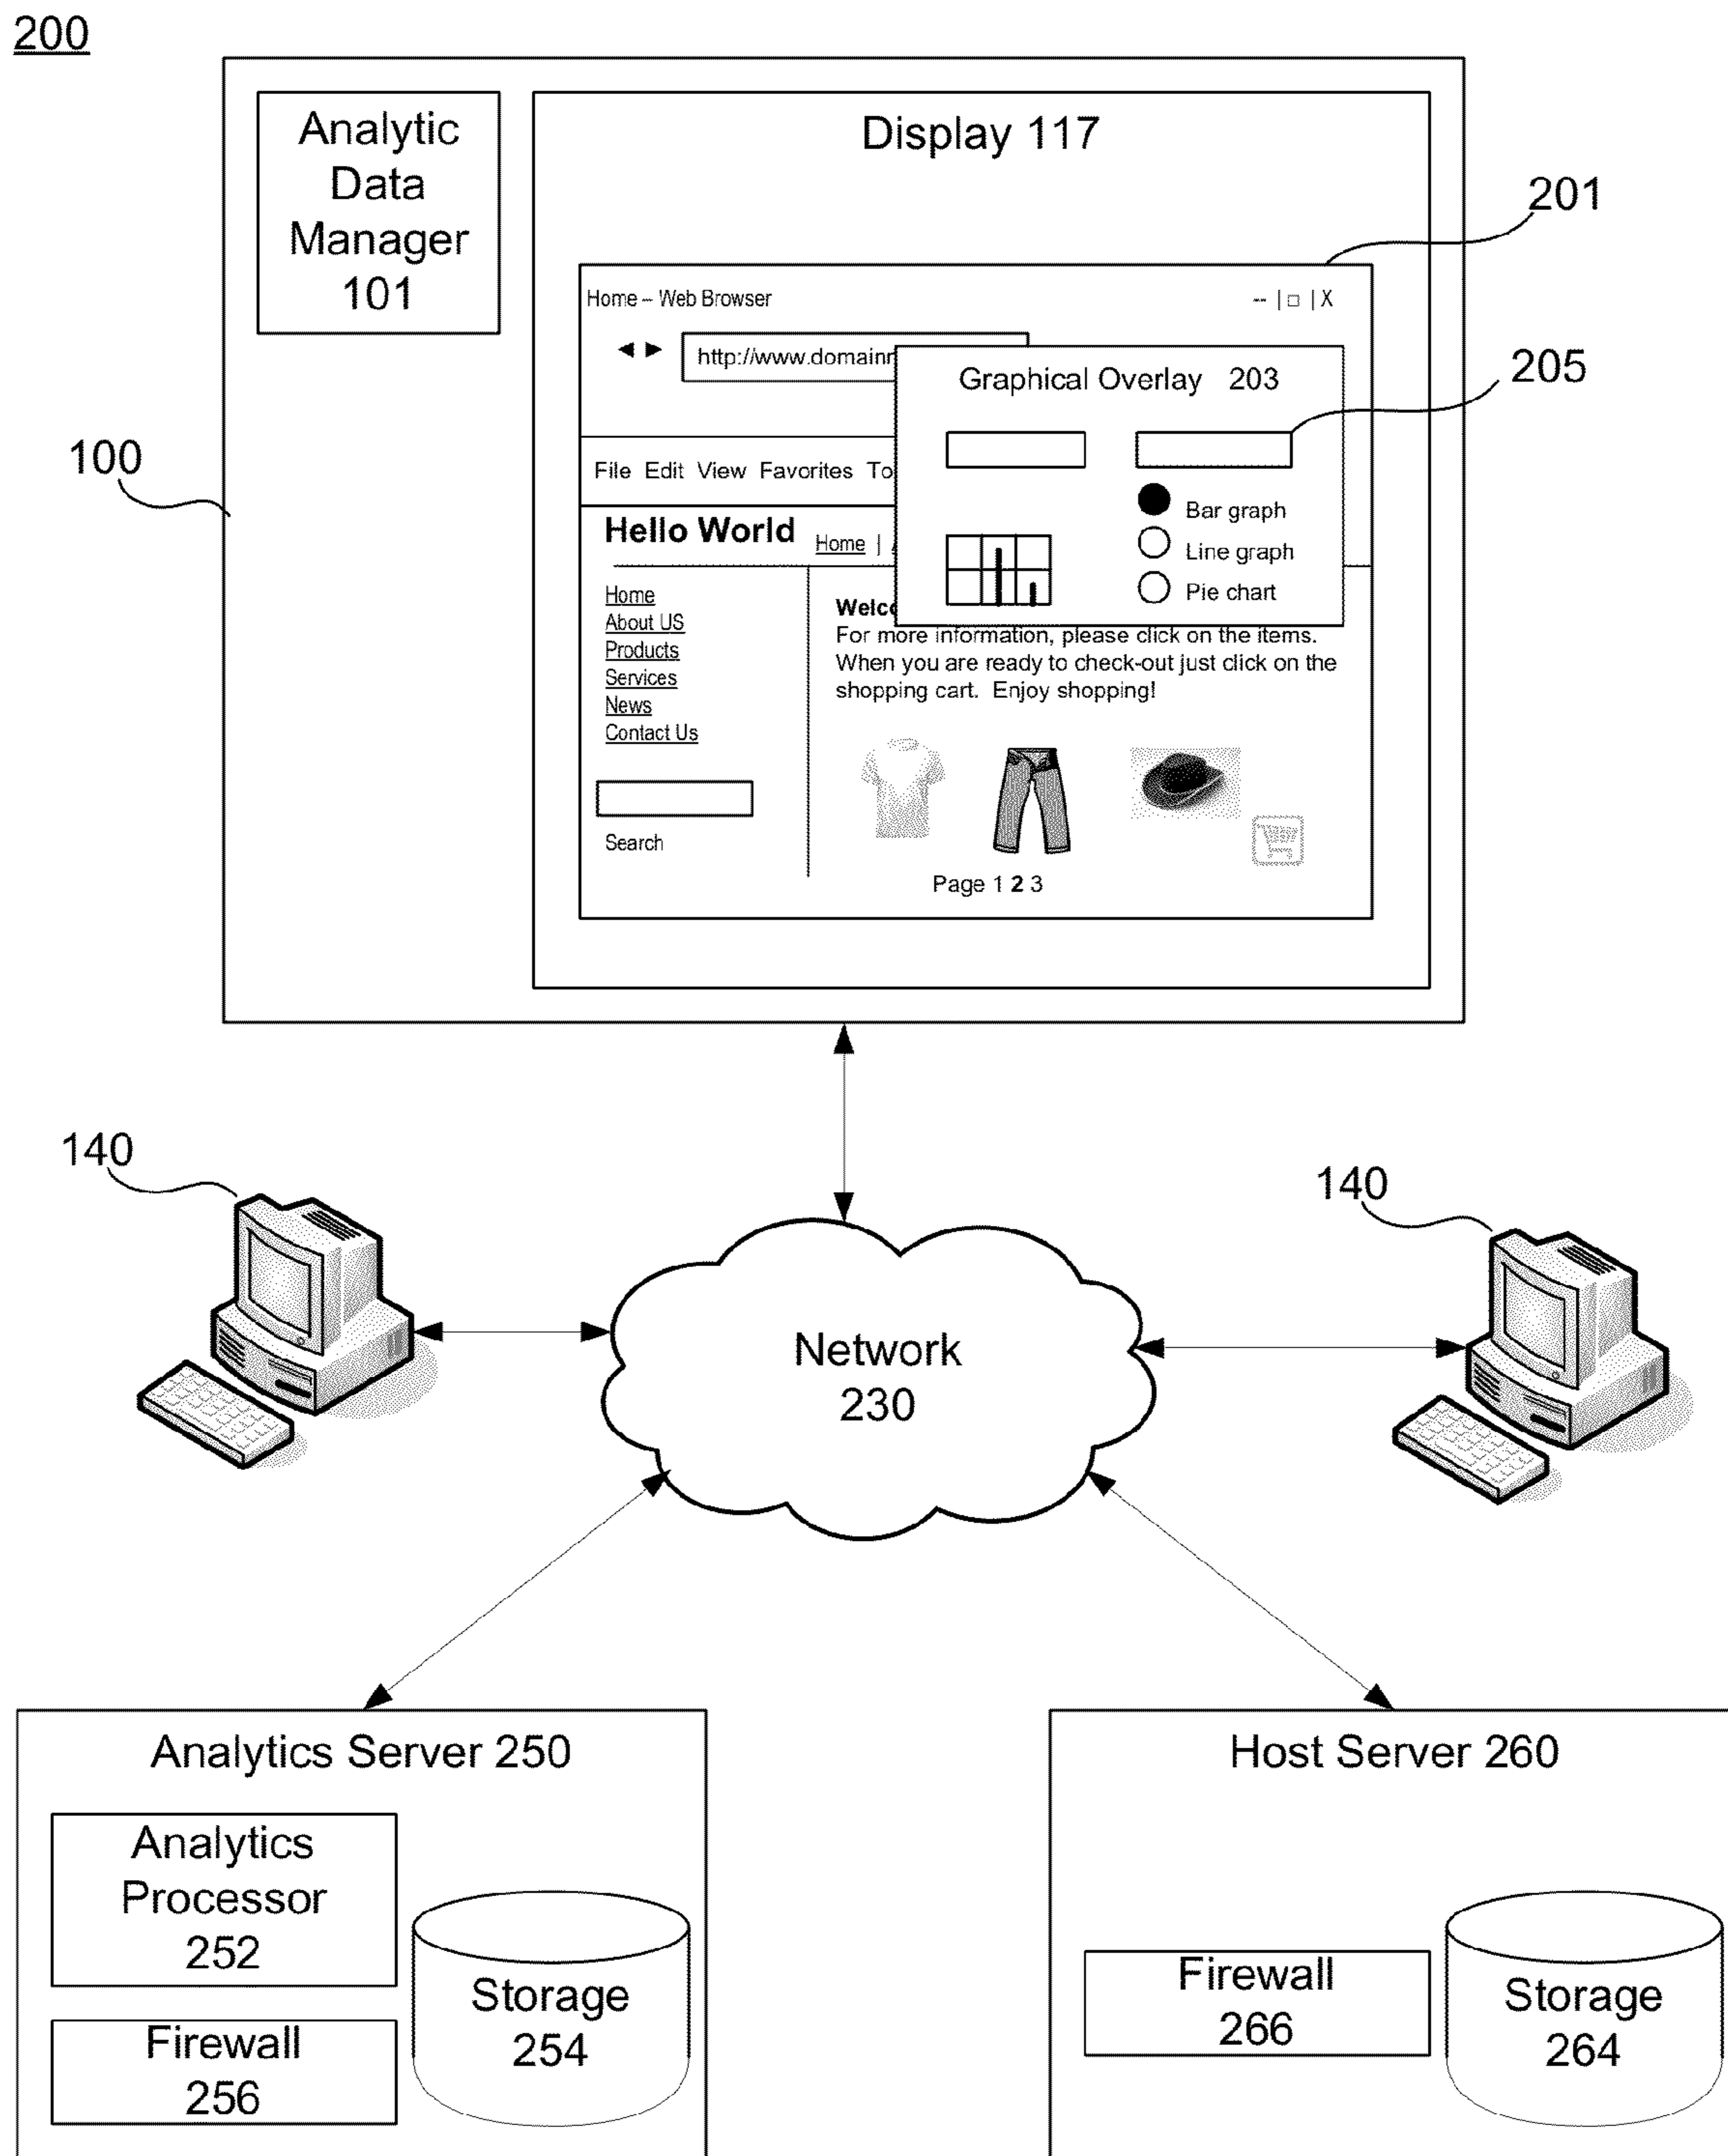 200
Analytic
Data
Manager
101
Display 117
201
Home – Web Browser
-- | □ | X
http://www.domainr
Graphical Overlay 203
205
100
File Edit View Favorites To
Bar graph
Line graph
Pie chart
Hello World
Home |
Home
About US
Products
Services
News
Contact Us
Search
Welc
For more information, please click on the items.
When you are ready to check-out just click on the
shopping cart. Enjoy shopping!
Page 1 2 3
140
140
Network
230
Analytics Server 250
Analytics
Processor
252
Firewall
256
Storage
254
Host Server 260
Firewall
266
Storage
264